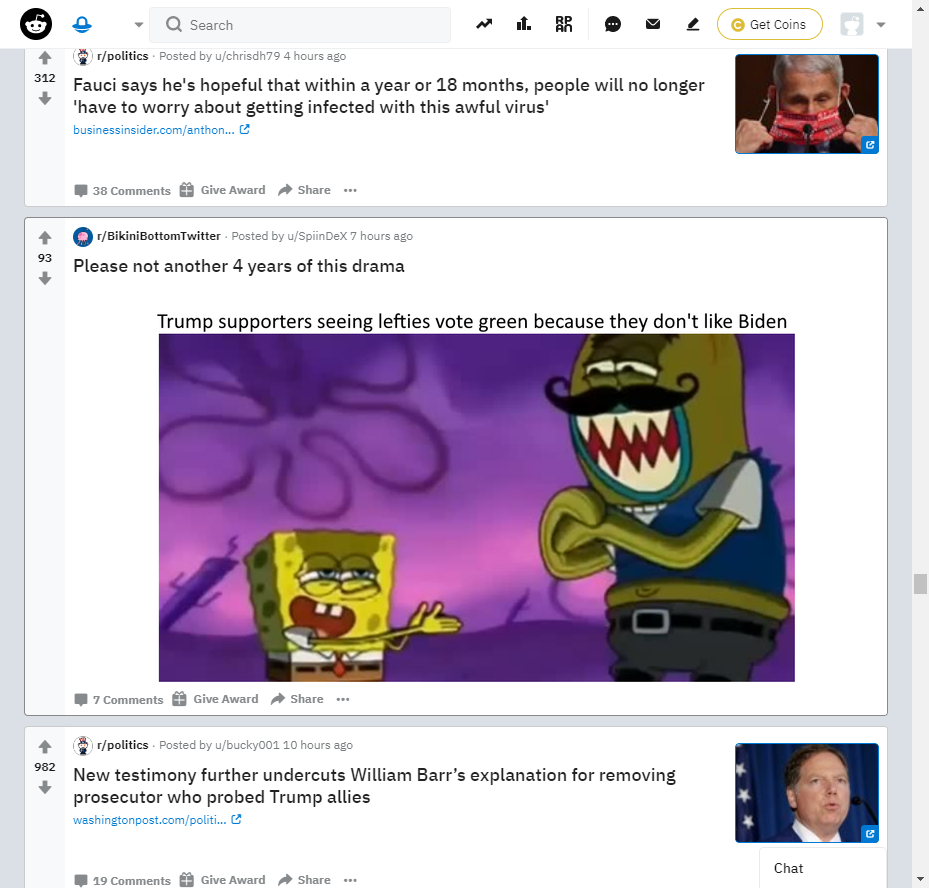 Search
Get Coins
r/politics · Posted by u/chrisdh79 4 hours ago
312
Fauci says he's hopeful that within a year or 18 months, people will no longer
'have to worry about getting infected with this awful virus'
businessinsider.com/anthon...
38 Comments Give Award Share
r/BikiniBottomTwitter · Posted by u/SpiinDeX 7 hours ago
93
Please not another 4 years of this drama
Trump supporters seeing lefties vote green because they don't like Biden
7 Comments Give Award Share
r/politics · Posted by u/bucky001 10 hours ago
982
New testimony further undercuts William Barr’s explanation for removing
prosecutor who probed Trump allies
washingtonpost.com/politi...
Chat
19 Comments Give Award Share